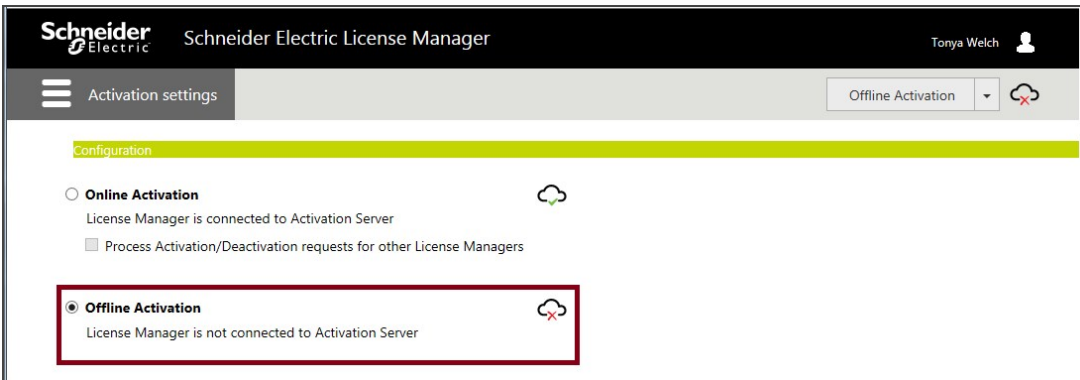 Schneider
Electric
Schneider Electric License Manager
Tonya Welch
Activation settings
Offline Activation
Configuration
Online Activation
License Manager is connected to Activation Server
Process Activation/Deactivation requests for other License Managers
Offline Activation
License Manager is not connected to Activation Server